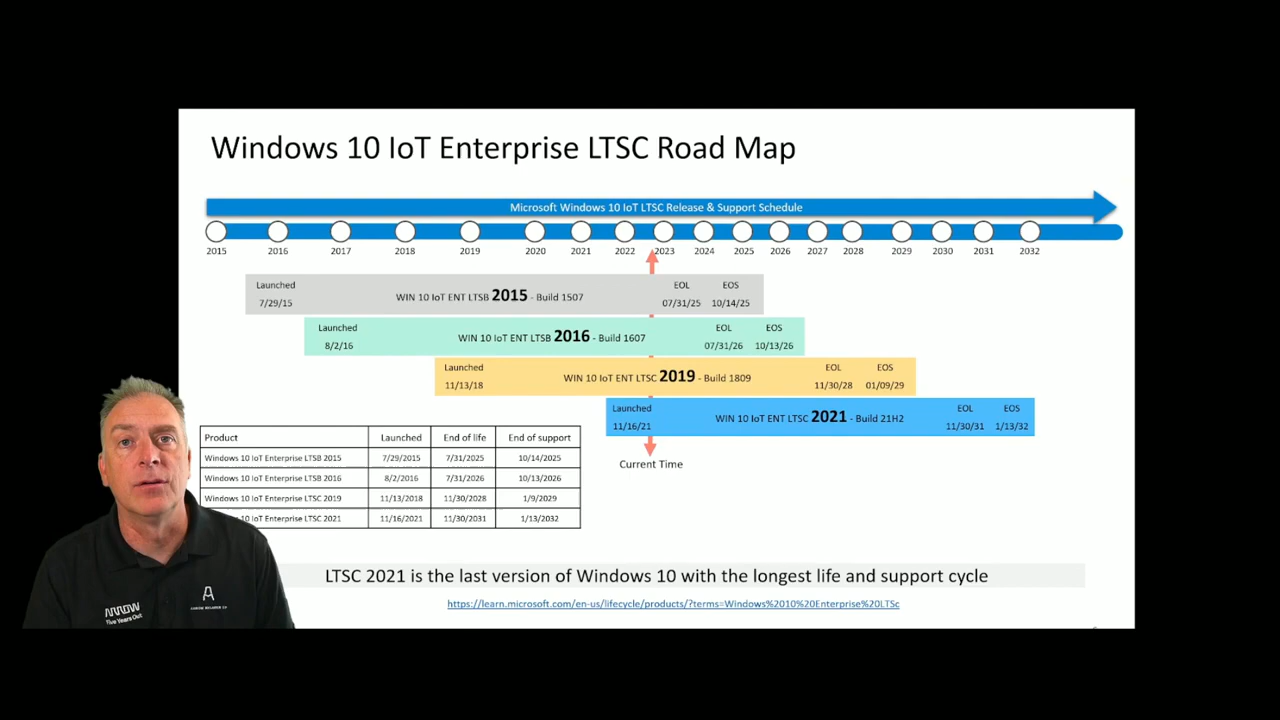 Windows 10 IoT Enterprise LTSC Road Map
Microsoft Windows 10 IoT LTSC Release & Support Schedule
2015 2016 2017 2018 2019 2020 2021 2022 2023 2024 2025 2026 2027 2028 2029 2030 2031 2032
Launched EOL EOS
7/29/15 WIN 10 IoT ENT LTSB 2015 - Build 1507 07/31/25 10/14/25
Launched EOL EOS
8/2/16 WIN 10 IoT ENT LTSB 2016 - Build 1607 07/31/26 10/13/26
Launched EOL EOS
11/13/18 WIN 10 IoT ENT LTSC 2019 - Build 1809 11/30/28 01/09/29
Launched EOL EOS
11/16/21 WIN 10 IoT ENT LTSC 2021 - Build 21H2 11/30/31 1/13/32
Current Time
Product Launched End of life End of support
Windows 10 IoT Enterprise LTSB 2015 7/29/2015 7/31/2025 10/14/2025
Windows 10 IoT Enterprise LTSB 2016 8/2/2016 7/31/2026 10/13/2026
Windows 10 IoT Enterprise LTSC 2019 11/13/2018 11/30/2028 1/9/2029
10 IoT Enterprise LTSC 2021 11/16/2021 11/30/2031 1/13/2032
LTSC 2021 is the last version of Windows 10 with the longest life and support cycle
https://learn.microsoft.com/en-us/lifecycle/products/?terms=Windows%2010%20Enterprise%20LTSc
ARROW
Five Years Out